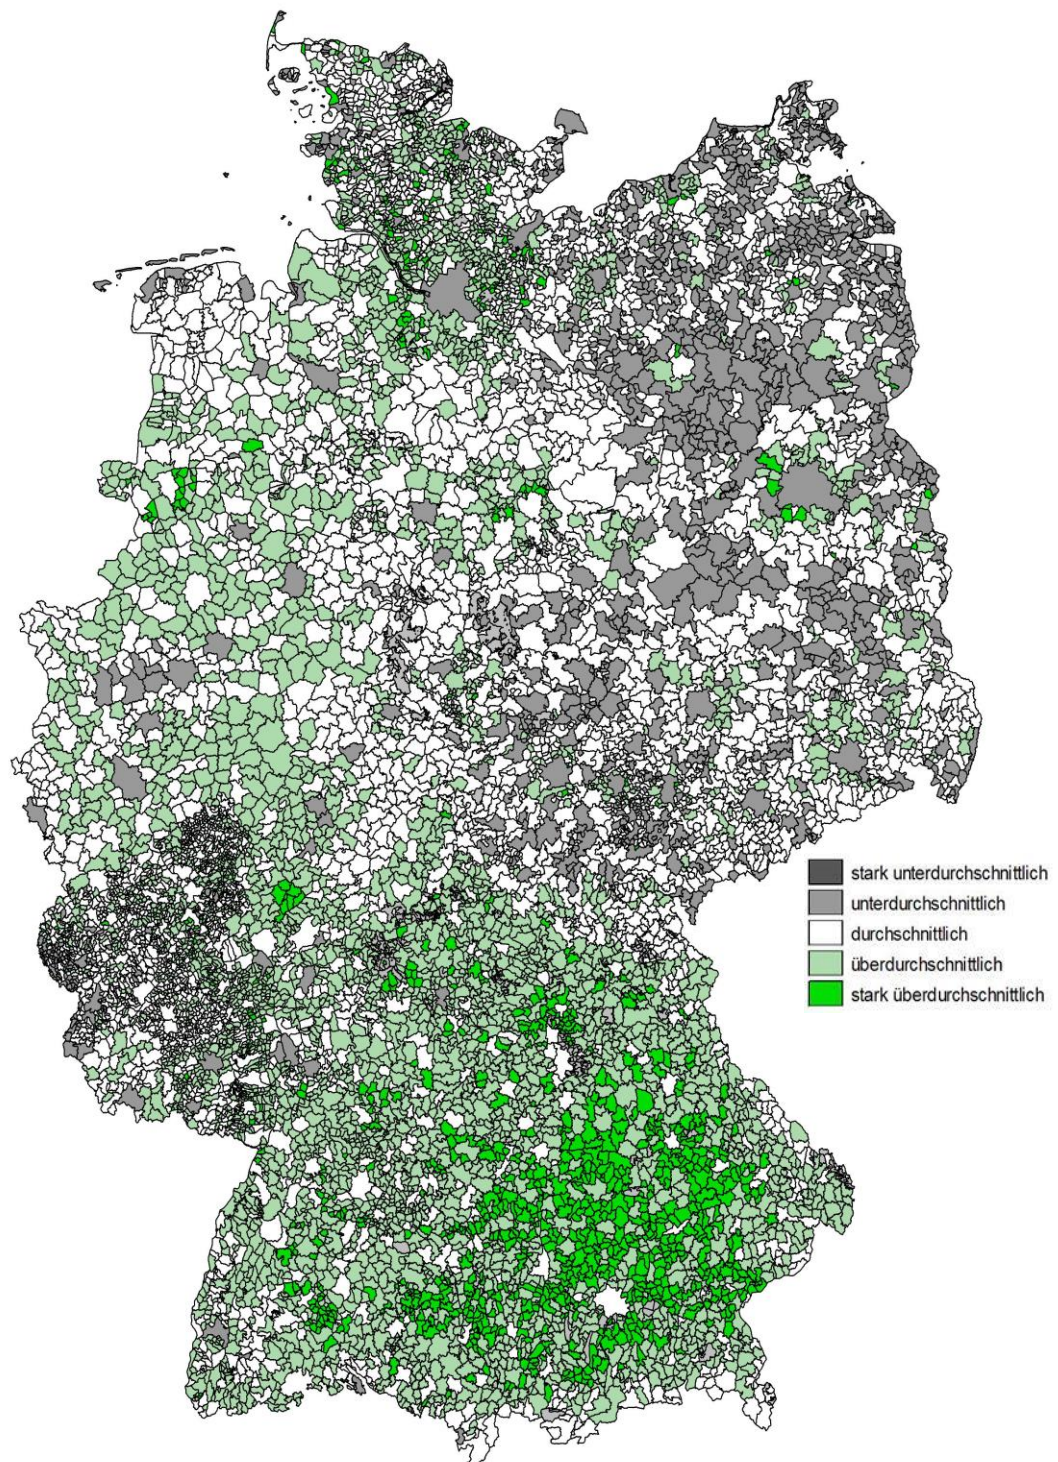 stark unterdurchschnittlich
unterdurchschnittlich
durchschnittlich
überdurchschnittlich
stark überdurchschnittlich